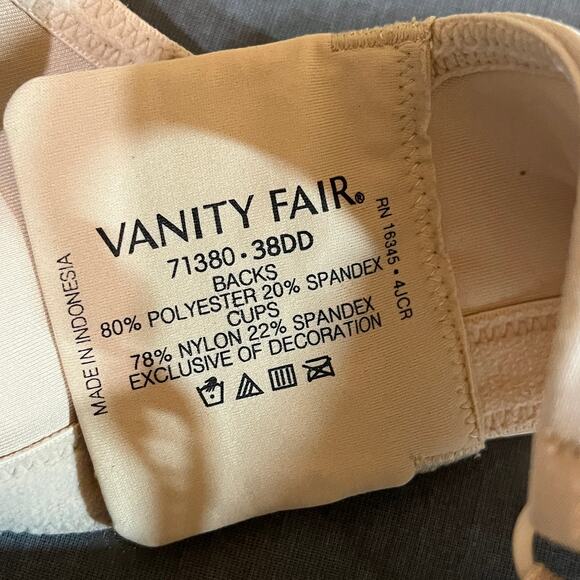 VANITY FAIR®
71380 · 38DD
BACKS
80% POLYESTER 20% SPANDEX
CUPS
78% NYLON 22% SPANDEX
EXCLUSIVE OF DECORATION
MADE IN INDONESIA
RN 16345 · 4JCR